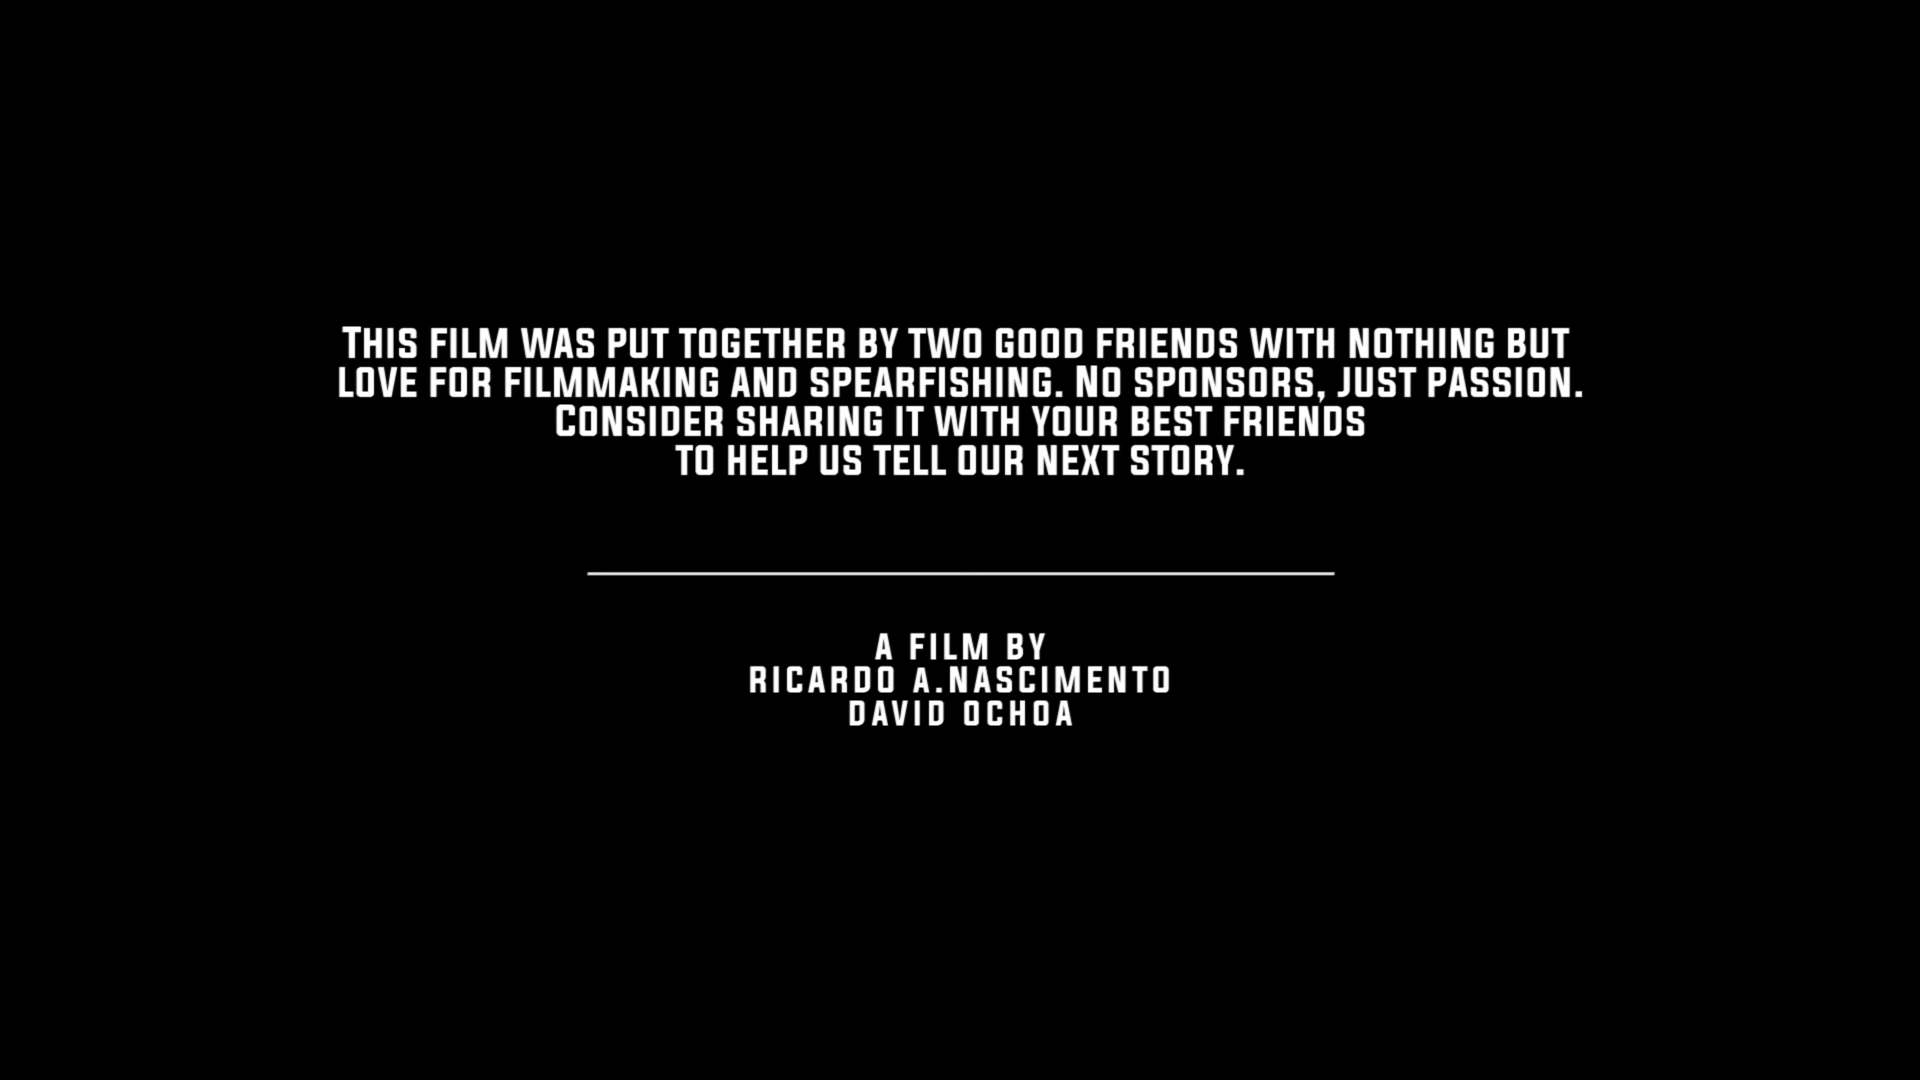 This film was put together by two good friends with nothing but
love for filmmaking and spearfishing. No sponsors, just passion.
Consider sharing it with your best friends
to help us tell our next story.
A FILM BY
RICARDO A.NASCIMENTO
DAVID OCHOA